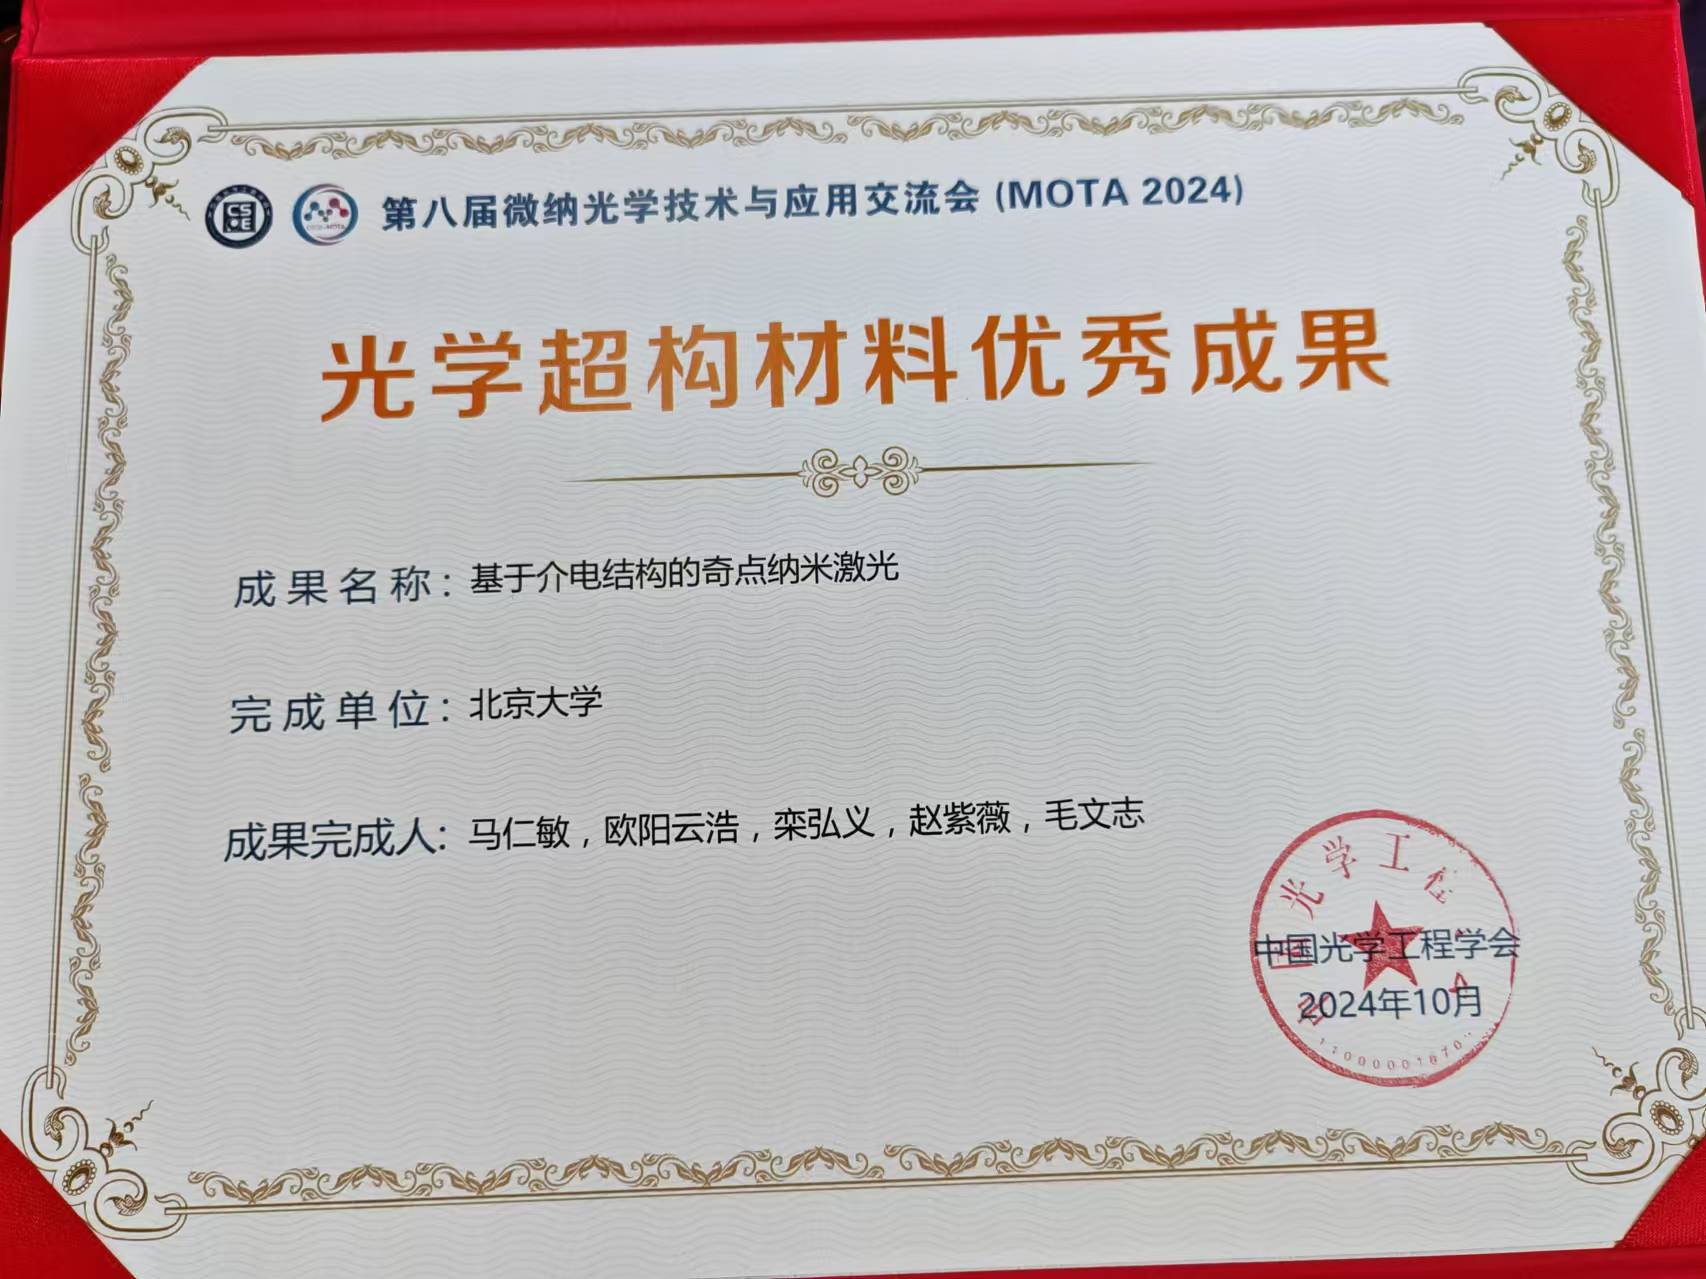 第八届微纳光学技术与应用交流会 (MOTA 2024)
光学超构材料优秀成果
成果名称：基于介电结构的奇点纳米激光
完成单位：北京大学
成果完成人：马仁敏，欧阳云浩，栾弘义，赵紫薇，毛文志
光学工程
中国光学工程学会
2024年10月